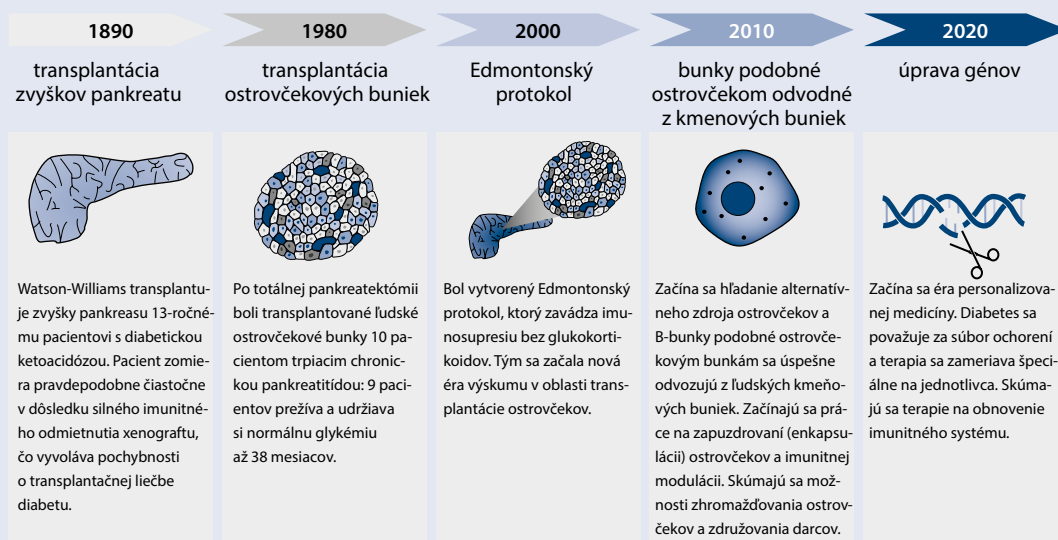 1890
transplantácia
zvyškov pankreatu
Watson-Williams transplantu-
je zvyšky pankreasu 13-ročné-
mu pacientovi s diabetickou
ketoacidózou. Pacient zomie-
ra pravdepodobne čiastočne
v dôsledku silného imunitné-
ho odmietnutia xenograftu,
čo vyvoláva pochybnosti
o transplantačnej liečbe
diabetu.
1980
transplantácia
ostrovčekových buniek
Po totálnej pankreatektómii
boli transplantované ľudské
ostrovčekové bunky 10 pa-
cientom trpiacim chronic-
kou pankreatitídou: 9 paci-
entov prežíva a udržiava
si normálnu glykémiu
až 38 mesiacov.
2000
Edmontonský
protokol
Bol vytvorený Edmontonský
protokol, ktorý zavádza imu-
nosupresiu bez glukokorti-
koidov. Tým sa začala nová
éra výskumu v oblasti trans-
plantácie ostrovčekov.
2010
bunky podobné
ostrovčekom odvodné
z kmenových buniek
Začína sa hľadanie alternatív-
neho zdroja ostrovčekov a
B-bunky podobné ostrovče-
kovým bunkám sa úspešne
odvozujú z ľudských kmeňo-
vých buniek. Začínajú sa prá-
ce na zapuzdrovaní (enkapsu-
lácii) ostrovčekov a imunitnej
modulácii. Skúmajú sa mož-
nosti zhromažďovania ostrov-
čekov a združovania darcov.
2020
úprava génov
Začína sa éra personalizova-
nej medicíny. Diabetes sa
považuje za súbor ochorení
a terapia sa zameriava špeci-
álne na jednotlivca. Skúma-
jú sa terapie na obnovenie
imunitného systému.